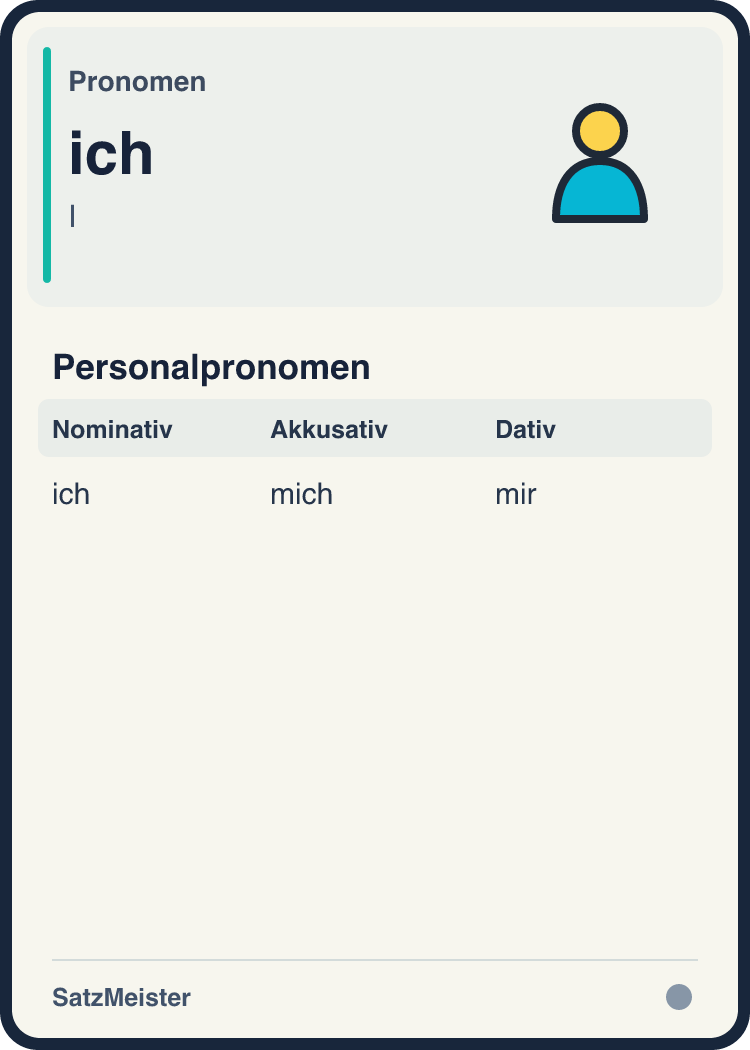 Pronomen
ich
I
Personalpronomen
Nominativ Akkusativ Dativ
ich mich mir
SatzMeister